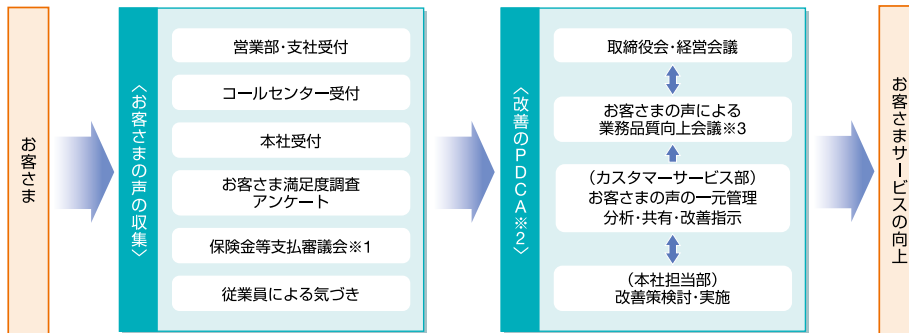 お客さま
〈お客さまの声の収集〉
営業部・支社受付
コールセンター受付
本社受付
お客さま満足度調査
アンケート
保険金等支払審議会※1
従業員による気づき
〈改善のPDCA※2〉
取締役会・経営会議
お客さまの声による
業務品質向上会議※3
（カスタマーサービス部）
お客さまの声の一元管理
分析・共有・改善指示
（本社担当部）
改善策検討・実施
お客さまサービスの向上